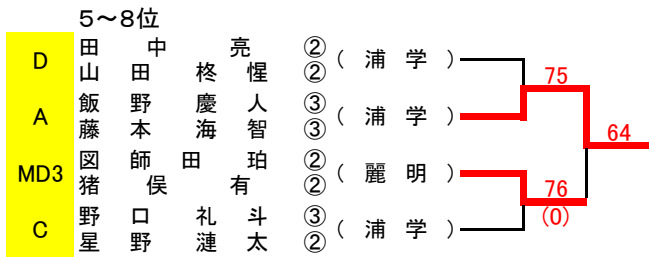 5～8位
D 田中亮 ② (浦学)
山田柊惺 ②
75
A 飯野慶人 ③ (浦学)
藤本海智 ③
64
MD3 図師田珀 ② (麗明)
猪俣有 ②
76
(0)
C 野口礼斗 ③ (浦学)
星野漣太 ②